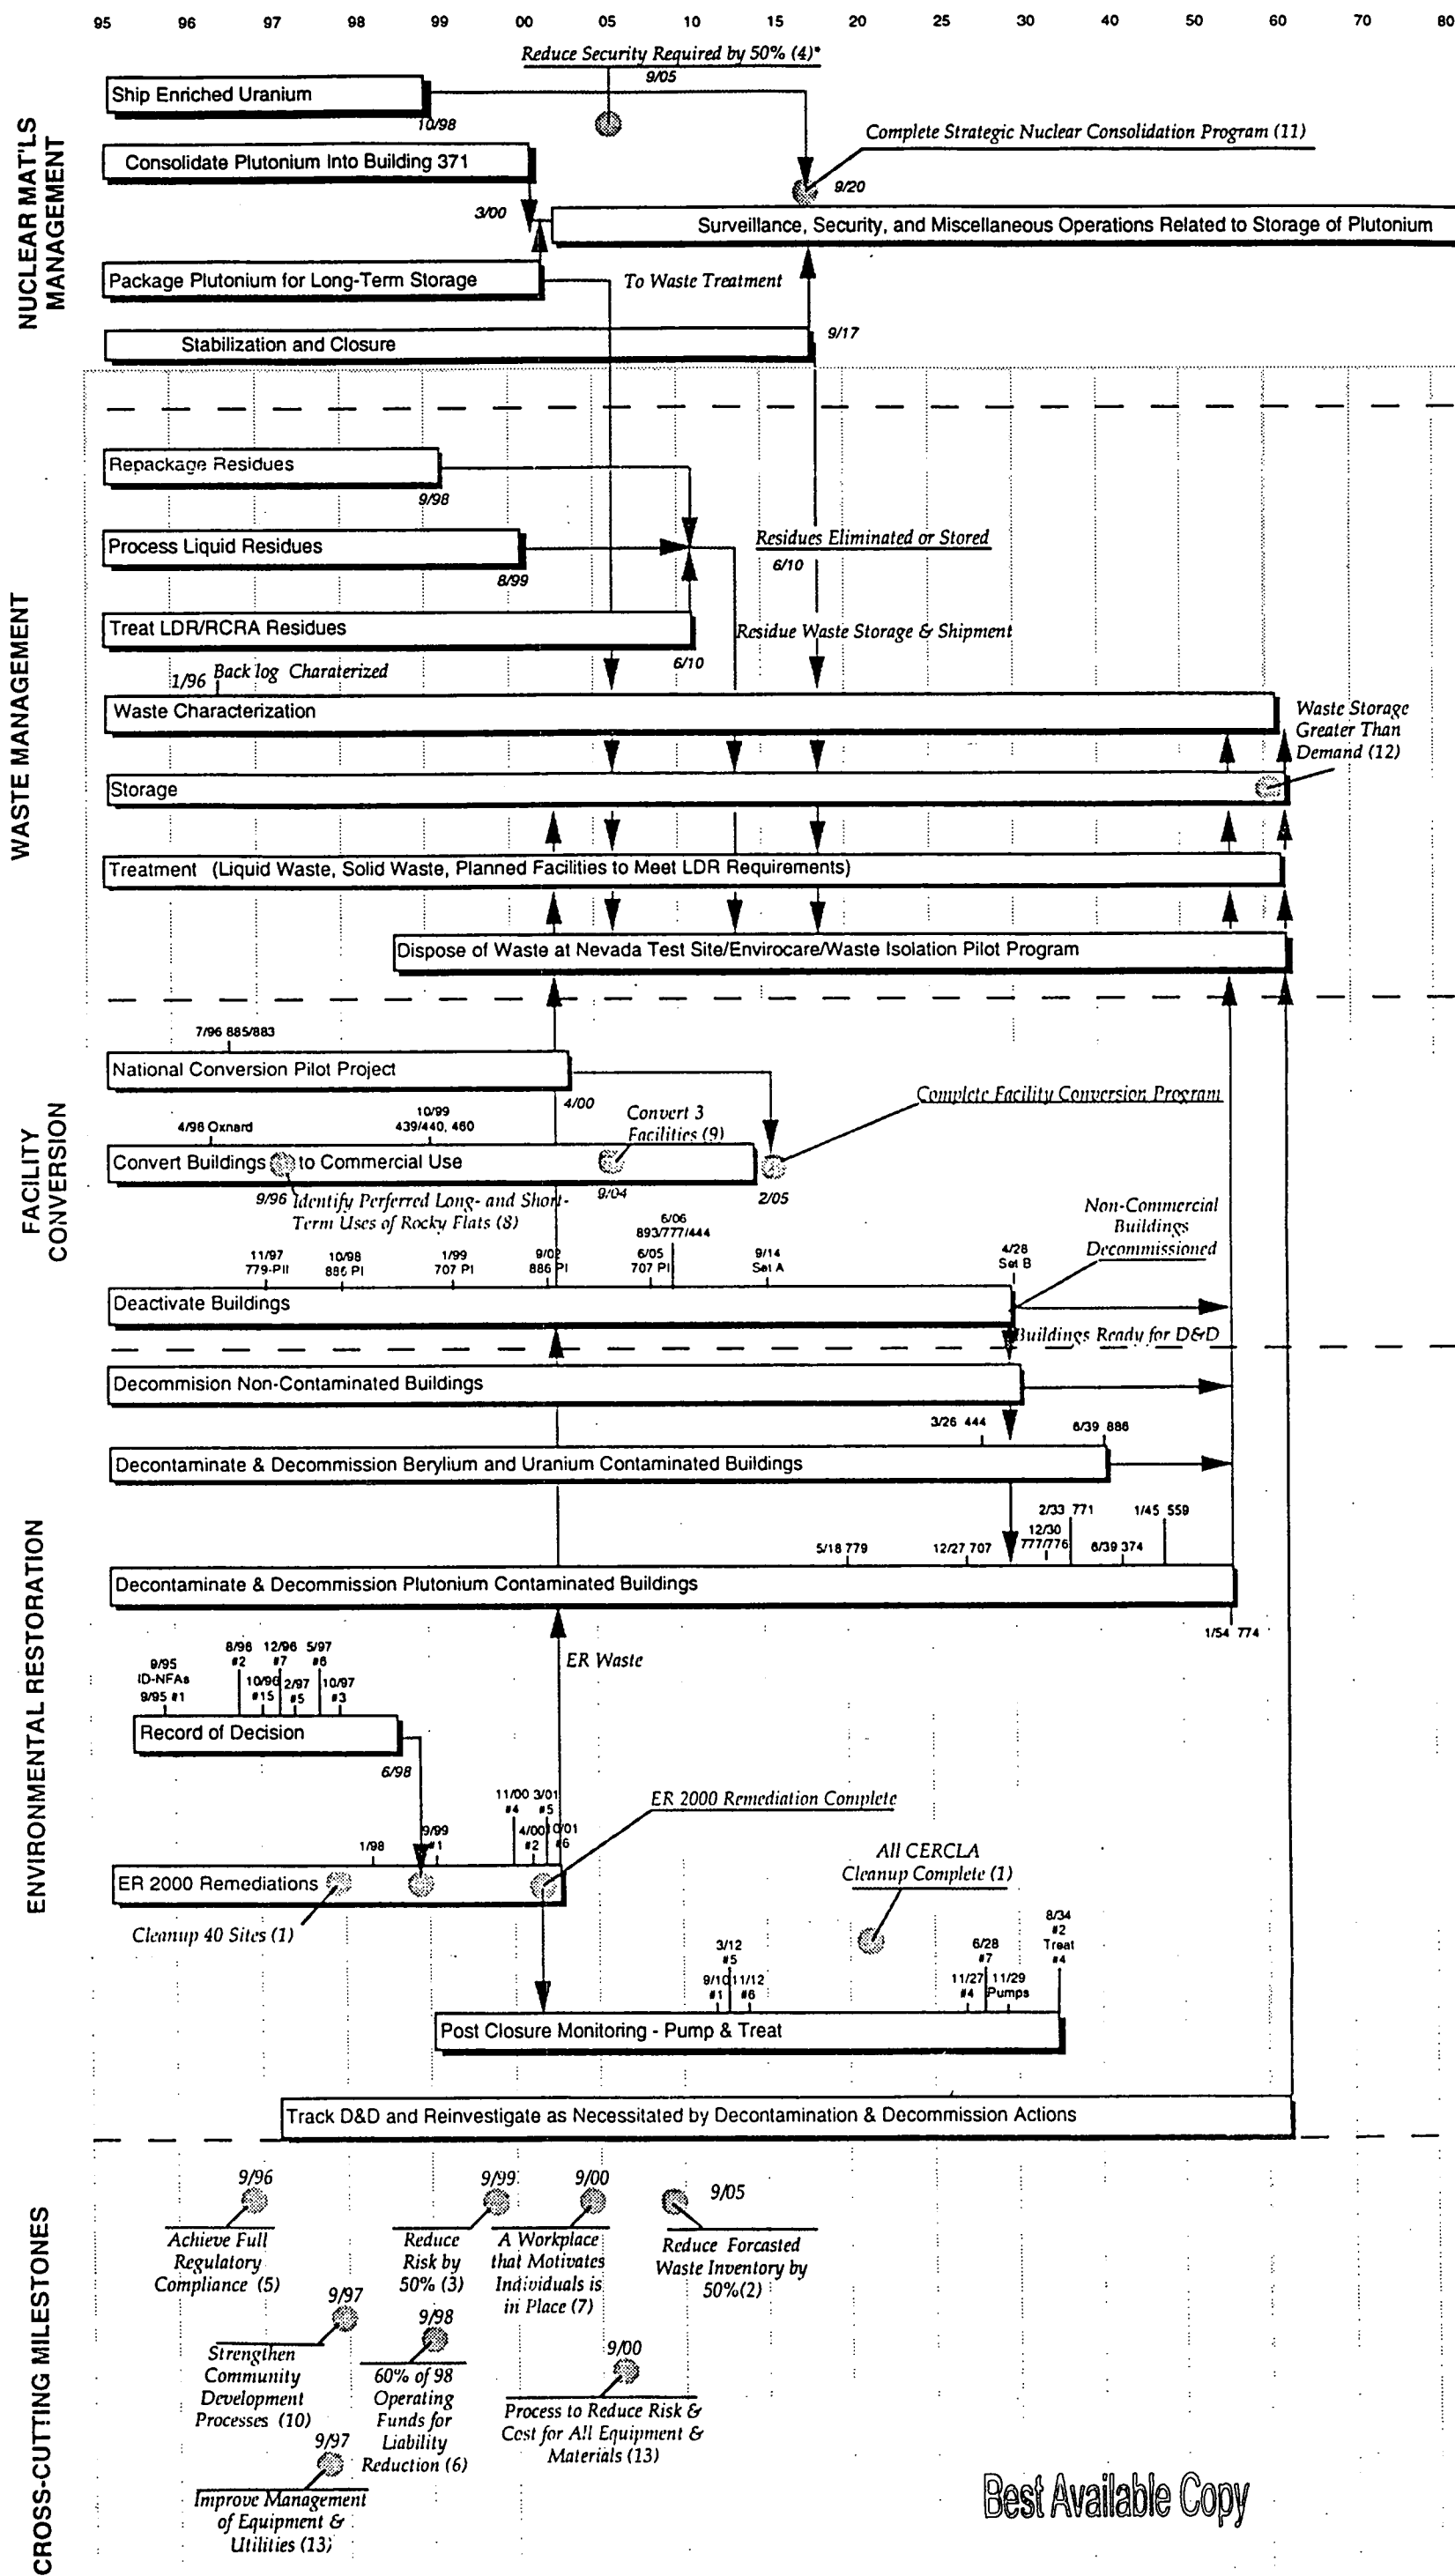 95 96 97 98 99 00 05 10 15 20 25 30 40 50 60 70 80
NUCLEAR MAT'LS
MANAGEMENT
Reduce Security Required by 50% (4)*
9/05
Ship Enriched Uranium
10/98
Complete Strategic Nuclear Consolidation Program (11)
Consolidate Plutonium Into Building 371
9/20
3/00
Surveillance, Security, and Miscellaneous Operations Related to Storage of Plutonium
Package Plutonium for Long-Term Storage
To Waste Treatment
Stabilization and Closure
9/17
WASTE MANAGEMENT
Repackage Residues
9/98
Process Liquid Residues
8/99
Residues Eliminated or Stored
6/10
Treat LDR/RCRA Residues
6/10
Residue Waste Storage & Shipment
1/96 Back log Charaterized
Waste Characterization
Waste Storage
Greater Than
Demand (12)
Storage
Treatment (Liquid Waste, Solid Waste, Planned Facilities to Meet LDR Requirements)
Dispose of Waste at Nevada Test Site/Envirocare/Waste Isolation Pilot Program
FACILITY
CONVERSION
7/96 885/883
National Conversion Pilot Project
4/00
Complete Facility Conversion Program
4/98 Oxnard
10/99
439/440, 460
Convert 3
Facilities (9)
Convert Buildings to Commercial Use
9/96 Identify Perferred Long- and Short-
Term Uses of Rocky Flats (8)
9/04
2/05
Non-Commercial
Buildings
Decommissioned
11/97
779-PII
10/98
886 PI
1/99
707 PI
9/02
886 PI
6/05
707 PI
6/06
893/777/444
9/14
Set A
4/28
Set B
Deactivate Buildings
Buildings Ready for D&D
ENVIRONMENTAL RESTORATION
Decommision Non-Contaminated Buildings
3/26 444
6/39 886
Decontaminate & Decommission Berylium and Uranium Contaminated Buildings
5/18 779
12/27 707
12/30
777/776
2/33 771
6/39 374
1/45 559
Decontaminate & Decommission Plutonium Contaminated Buildings
1/54 774
ER Waste
9/95
ID-NFAs
9/95 #1
8/96
#2
10/96
#15
12/96
#7
2/97
#5
5/97
#6
10/97
#3
Record of Decision
6/98
1/98
9/99
#1
11/00
#4
4/00
#2
3/01
#5
10/01
#6
ER 2000 Remediation Complete
ER 2000 Remediations
Cleanup 40 Sites (1)
All CERCLA
Cleanup Complete (1)
9/10
#1
3/12
#5
11/12
#6
11/27
#4
6/28
#7
11/29
Pumps
8/34
#2
Treat
#4
Post Closure Monitoring - Pump & Treat
Track D&D and Reinvestigate as Necessitated by Decontamination & Decommission Actions
CROSS-CUTTING MILESTONES
9/96
Achieve Full
Regulatory
Compliance (5)
9/99
Reduce
Risk by
50% (3)
9/00
A Workplace
that Motivates
Individuals is
in Place (7)
9/05
Reduce Forcasted
Waste Inventory by
50%(2)
9/97
Strengthen
Community
Development
Processes (10)
9/98
60% of 98
Operating
Funds for
Liability
Reduction (6)
9/00
Process to Reduce Risk &
Cost for All Equipment &
Materials (13)
9/97
Improve Management
of Equipment &
Utilities (13)
Best Available Copy